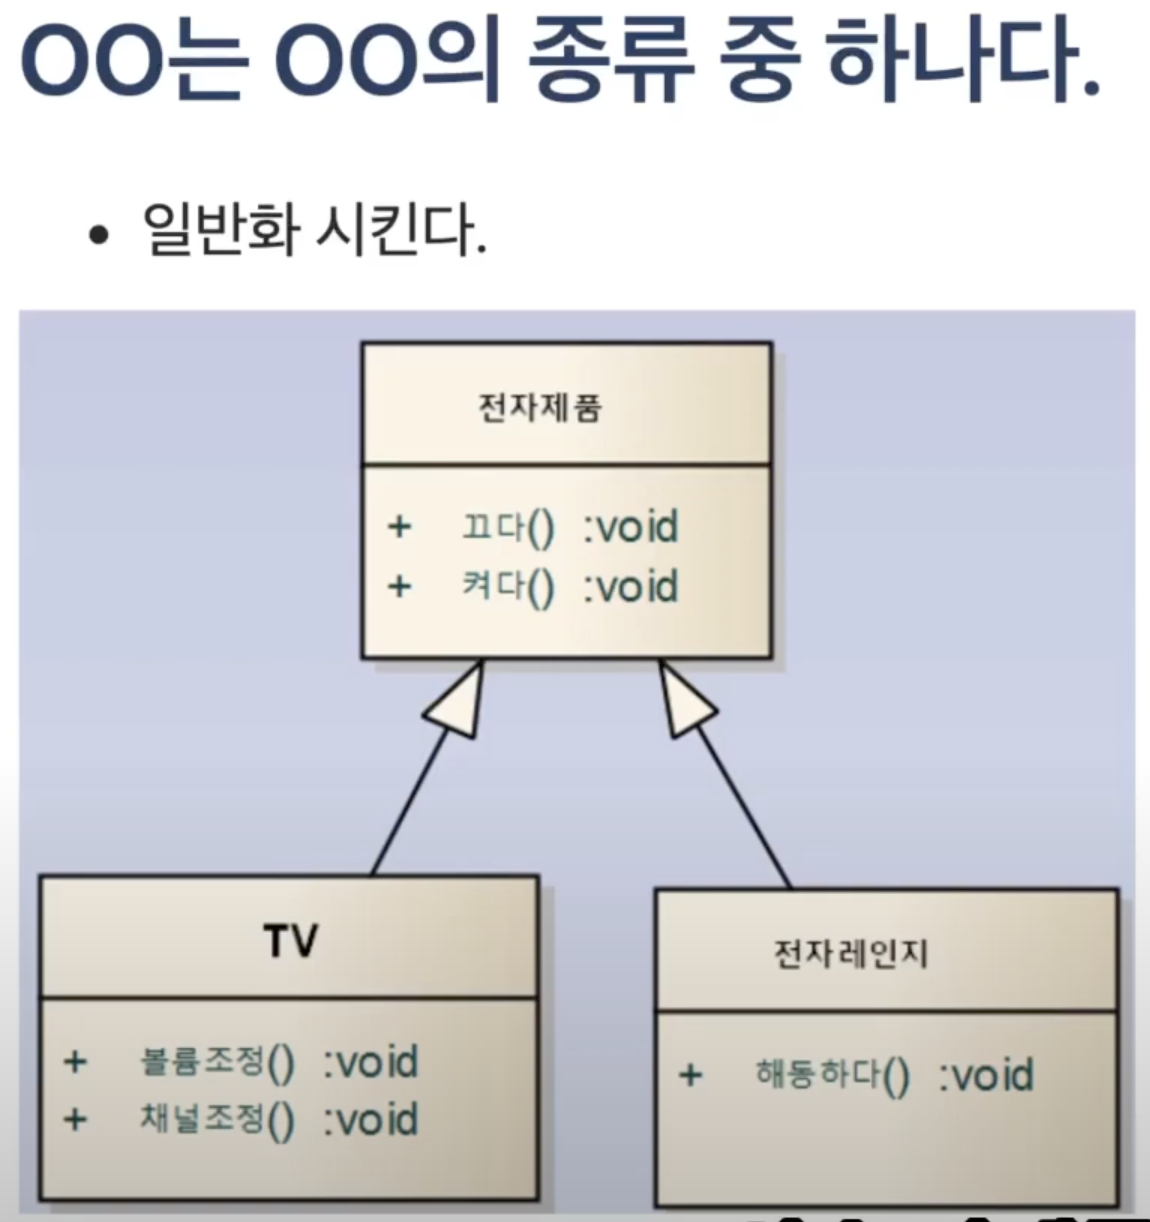 OO는 OO의 종류 중 하나다.
• 일반화 시킨다.
전자제품
+ 끄다() :void
+ 켜다() :void
TV
+ 볼륨조정() :void
+ 채널조정() :void
전자레인지
+ 해동하다() :void